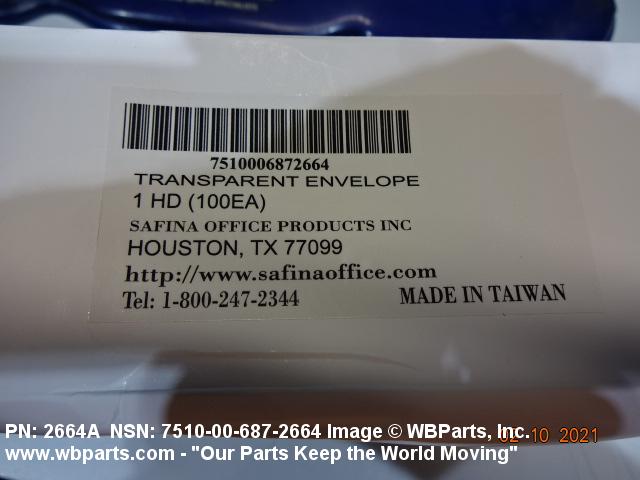 7510006872664
TRANSPARENT ENVELOPE
1 HD (100EA)
SAFINA OFFICE PRODUCTS INC
HOUSTON, TX 77099
http://www.safinaoffice.com
Tel: 1-800-247-2344 MADE IN TAIWAN
PN: 2664A NSN: 7510-00-687-2664 Image © WBParts, Inc.
02 10 2021
www.wbparts.com - "Our Parts Keep the World Moving"